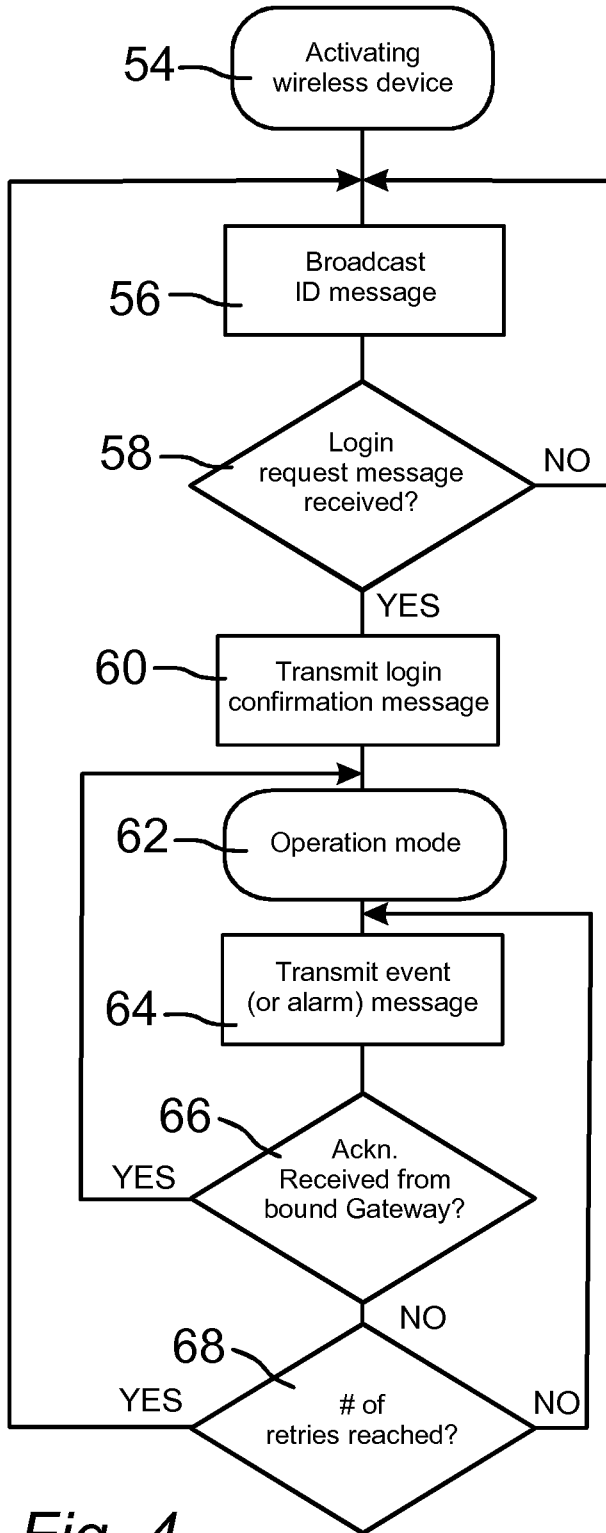 54
Activating
wireless device
56
Broadcast
ID message
58
Login
request message
received?
NO
YES
60
Transmit login
confirmation message
62
Operation mode
64
Transmit event
(or alarm) message
66
Ackn.
Received from
bound Gateway?
YES
NO
68
# of
retries reached?
YES
NO
Fig. 4